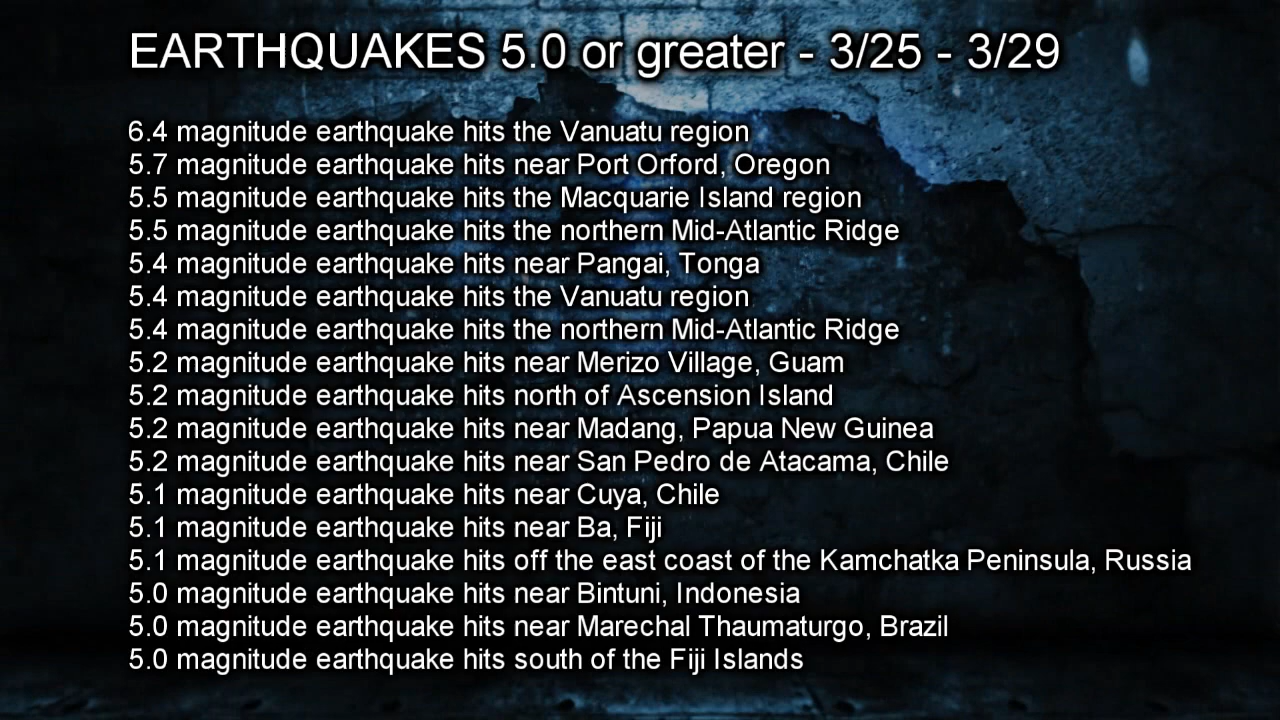 EARTHQUAKES 5.0 or greater - 3/25 - 3/29
6.4 magnitude earthquake hits the Vanuatu region
5.7 magnitude earthquake hits near Port Orford, Oregon
5.5 magnitude earthquake hits the Macquarie Island region
5.5 magnitude earthquake hits the northern Mid-Atlantic Ridge
5.4 magnitude earthquake hits near Pangai, Tonga
5.4 magnitude earthquake hits the Vanuatu region
5.4 magnitude earthquake hits the northern Mid-Atlantic Ridge
5.2 magnitude earthquake hits near Merizo Village, Guam
5.2 magnitude earthquake hits north of Ascension Island
5.2 magnitude earthquake hits near Madang, Papua New Guinea
5.2 magnitude earthquake hits near San Pedro de Atacama, Chile
5.1 magnitude earthquake hits near Cuya, Chile
5.1 magnitude earthquake hits near Ba, Fiji
5.1 magnitude earthquake hits off the east coast of the Kamchatka Peninsula, Russia
5.0 magnitude earthquake hits near Bintuni, Indonesia
5.0 magnitude earthquake hits near Marechal Thaumaturgo, Brazil
5.0 magnitude earthquake hits south of the Fiji Islands